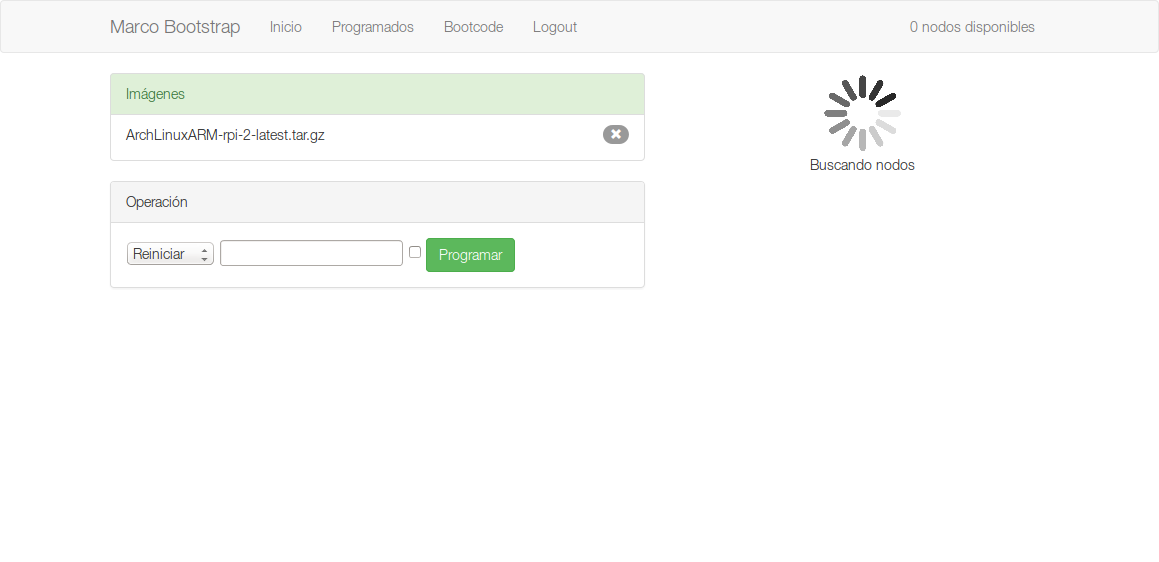 Marco Bootstrap Inicio Programados Bootcode Logout 0 nodos disponibles
Imágenes
ArchLinuxARM-rpi-2-latest.tar.gz
Buscando nodos
Operación
Reiniciar Programar